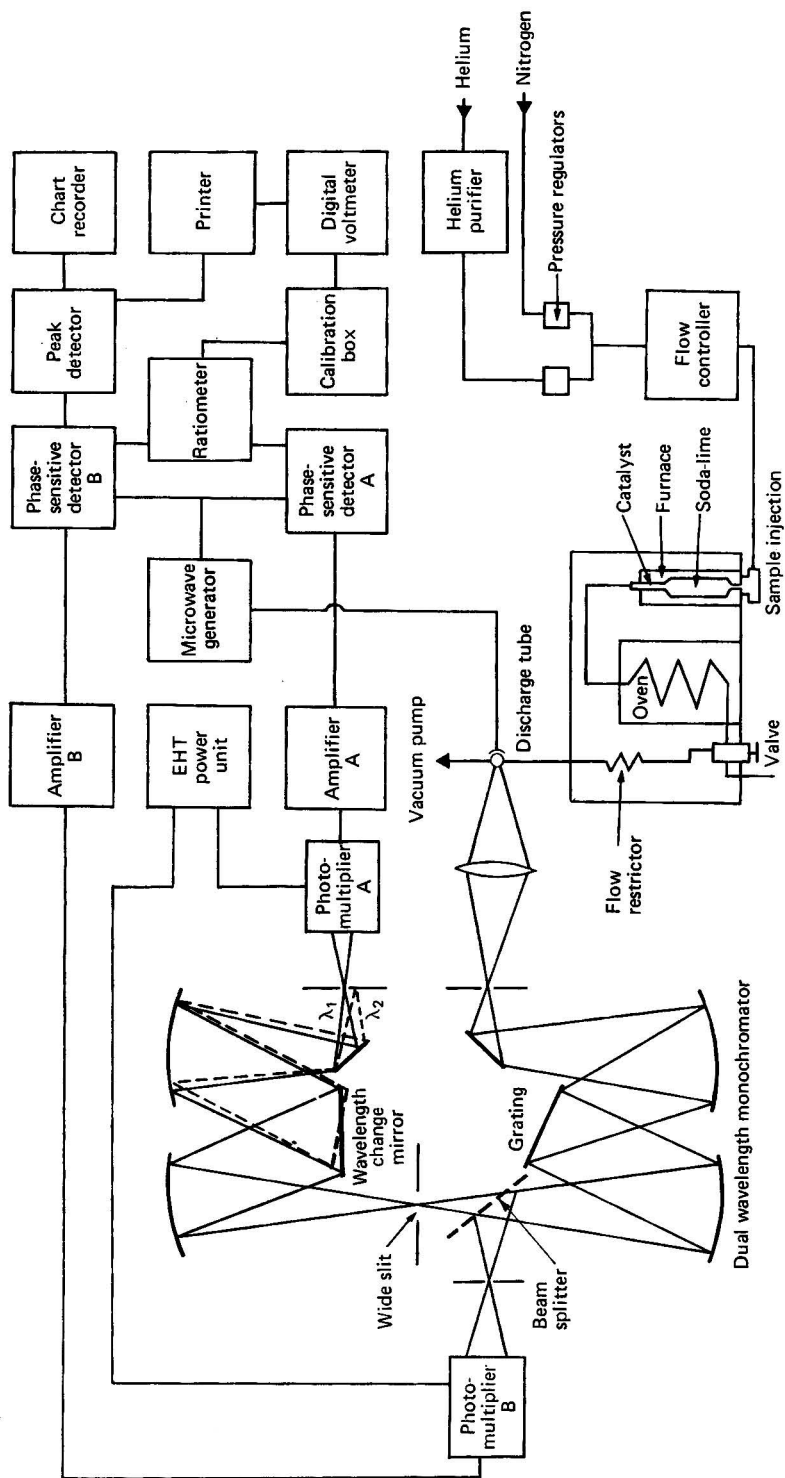 Chart
recorder
Printer
Digital
voltmeter
Peak
detector
Calibration
box
Ratiometer
Phase-
sensitive
detector
B
Phase-
sensitive
detector
A
Microwave
generator
Amplifier
B
EHT
power
unit
Amplifier
A
Photo-
multiplier
A
λ1
λ2
Wavelength
change
mirror
Wide slit
Grating
Beam
splitter
Photo-
multiplier
B
Dual wavelength monochromator
Vacuum pump
Discharge tube
Flow
restrictor
Valve
Oven
Catalyst
Furnace
Soda-lime
Sample injection
Flow
controller
Pressure regulators
Helium
purifier
Helium
Nitrogen